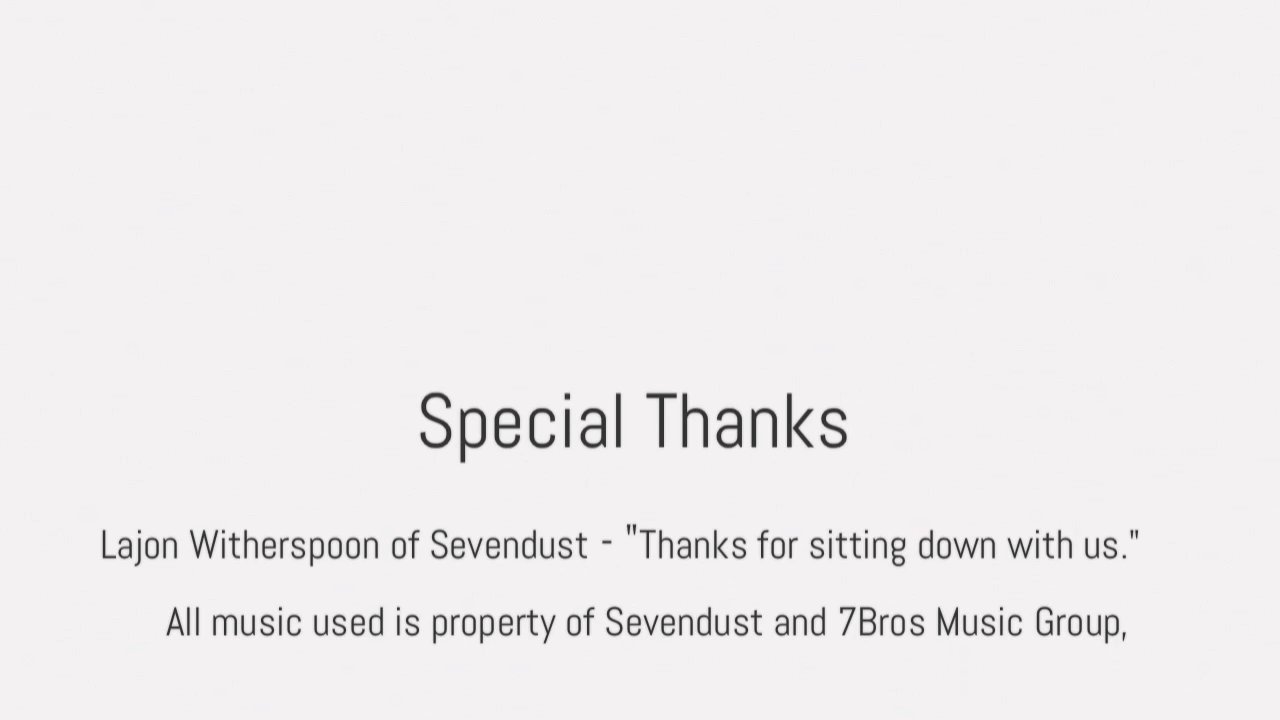 Special Thanks
Lajon Witherspoon of Sevendust - "Thanks for sitting down with us."
All music used is property of Sevendust and 7Bros Music Group,